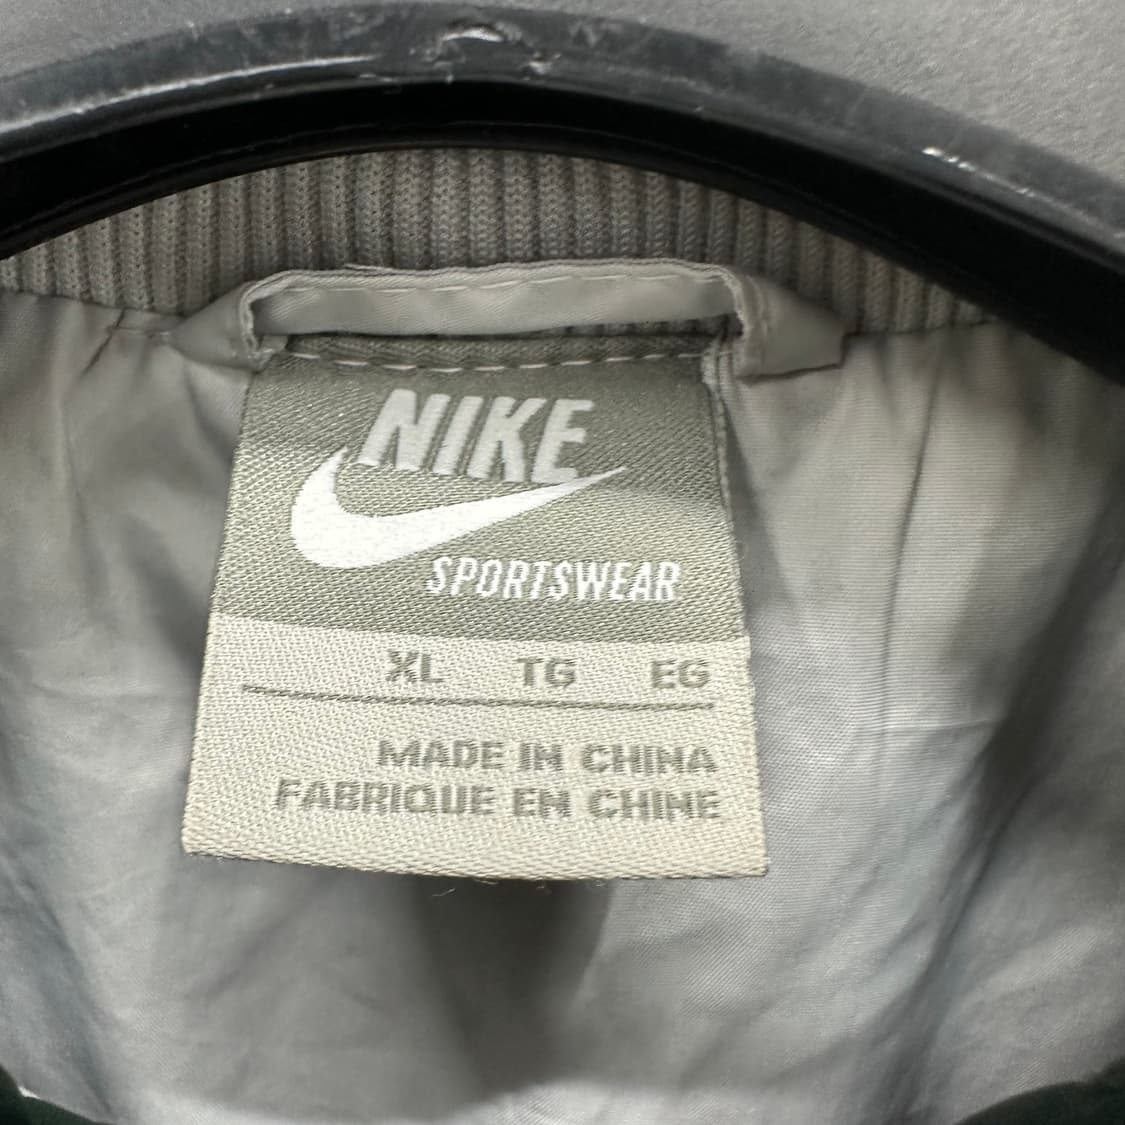 NIKE
SPORTSWEAR
XL TG EG
MADE IN CHINA
FABRIQUE EN CHINE